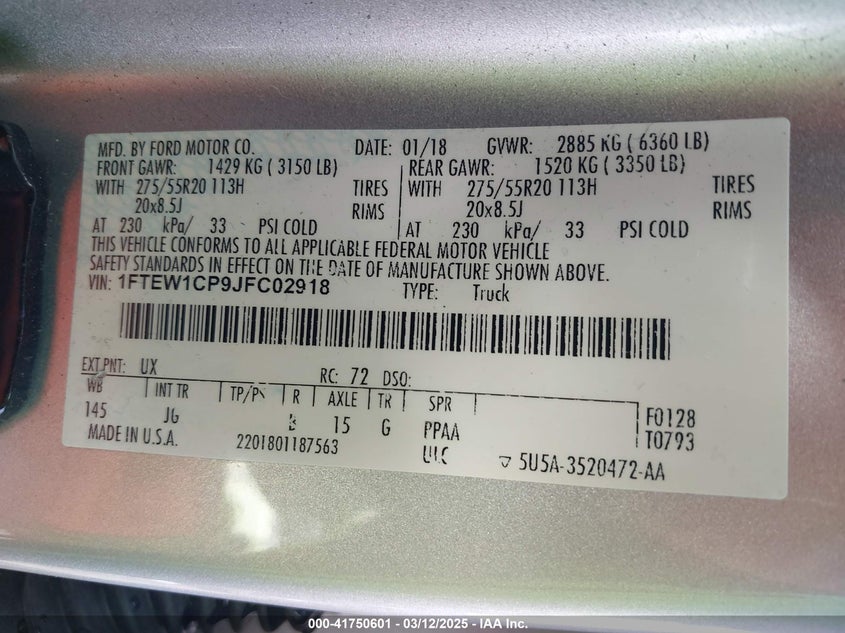 MFD. BY FORD MOTOR CO. DATE: 01/18 GVWR: 2885 KG ( 6360 LB)
FRONT GAWR: 1429 KG ( 3150 LB) REAR GAWR: 1520 KG ( 3350 LB)
WITH 275/55R20 113H TIRES WITH 275/55R20 113H TIRES
20x8.5J RIMS 20x8.5J RIMS
AT 230 kPa/ 33 PSI COLD AT 230 kPa/ 33 PSI COLD
THIS VEHICLE CONFORMS TO ALL APPLICABLE FEDERAL MOTOR VEHICLE
SAFETY STANDARDS IN EFFECT ON THE DATE OF MANUFACTURE SHOWN ABOVE.
VIN: 1FTEW1CP9JFC02918 TYPE: Truck
EXT PNT: UX RC: 72 DSO:
WB INT TR TP/PS R AXLE TR SPR
145 JG B 15 G PPAA F0128
MADE IN U.S.A. 2201801187563 T0793
ULC 5U5A-3520472-AA
000-41750601 - 03/12/2025 - IAA Inc.